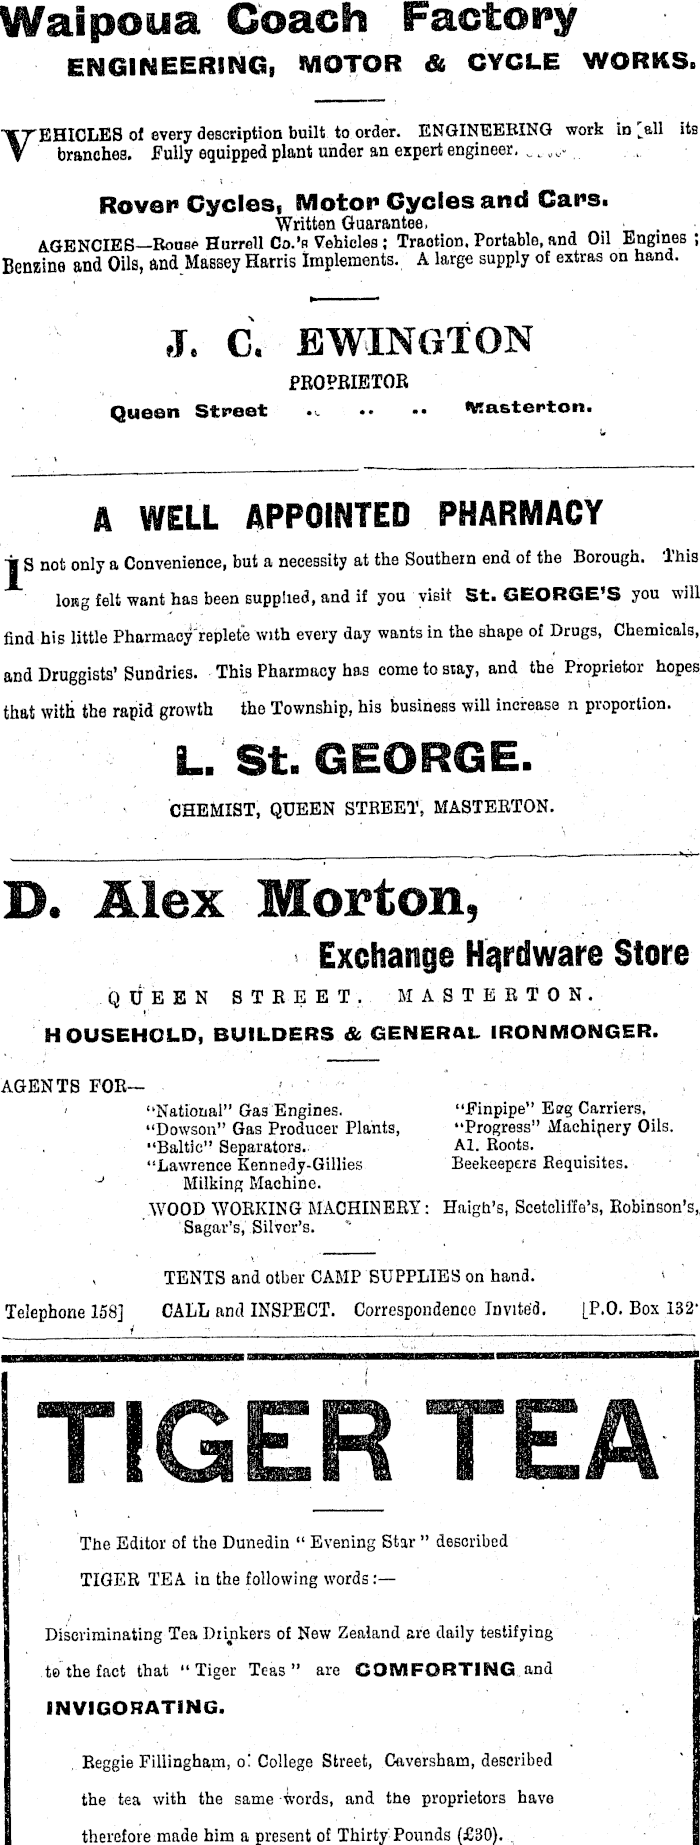 Waipoua Coach Factory
ENGINEERING, MOTOR & CYCLE WORKS.
VEHICLES of every description built to order. ENGINEERING work in all its
branches. Fully equipped plant under an expert engineer.
Rover Cycles, Motor Cycles and Cars.
Written Guarantee,
AGENCIES—Rouse Hurrell Co.'s Vehicles; Traction, Portable, and Oil Engines;
Benzine and Oils, and Massey Harris Implements. A large supply of extras on hand.
J. C. EWINGTON
PROPRIETOR
Queen Street .. .. .. Masterton.
A WELL APPOINTED PHARMACY
IS not only a Convenience, but a necessity at the Southern end of the Borough. This
long felt want has been supplied, and if you visit St. GEORGE'S you will
find his little Pharmacy replete with every day wants in the shape of Drugs, Chemicals,
and Druggists' Sundries. This Pharmacy has come to stay, and the Proprietor hopes
that with the rapid growth the Township, his business will increase n proportion.
L. St. GEORGE.
CHEMIST, QUEEN STREET, MASTERTON.
D. Alex Morton,
Exchange Hardware Store
QUEEN STREET. MASTERTON.
HOUSEHOLD, BUILDERS & GENERAL IRONMONGER.
AGENTS FOR—
"National" Gas Engines.
"Dowson" Gas Producer Plants,
"Baltic" Separators.
"Lawrence Kennedy-Gillies
Milking Machine.
"Finpipe" Egg Carriers,
"Progress" Machinery Oils.
A1. Roots.
Beekeepers Requisites.
WOOD WORKING MACHINERY: Haigh's, Scetcliffe's, Robinson's,
Sagar's, Silver's.
TENTS and other CAMP SUPPLIES on hand.
Telephone 158] CALL and INSPECT. Correspondence Invited. [P.O. Box 132
TIGER TEA
The Editor of the Dunedin "Evening Star" described
TIGER TEA in the following words:—
Discriminating Tea Drinkers of New Zealand are daily testifying
to the fact that "Tiger Teas" are COMFORTING and
INVIGORATING.
Reggie Fillingham, of College Street, Caversham, described
the tea with the same words, and the proprietors have
therefore made him a present of Thirty Pounds (£30).